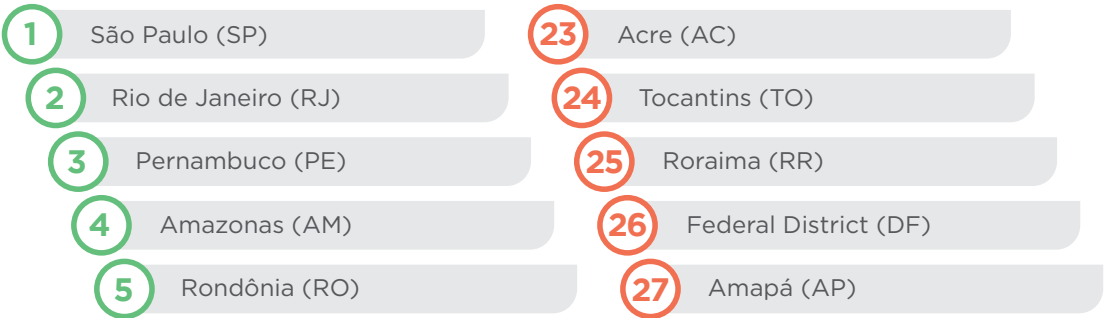 1 São Paulo (SP)
2 Rio de Janeiro (RJ)
3 Pernambuco (PE)
4 Amazonas (AM)
5 Rondônia (RO)
23 Acre (AC)
24 Tocantins (TO)
25 Roraima (RR)
26 Federal District (DF)
27 Amapá (AP)